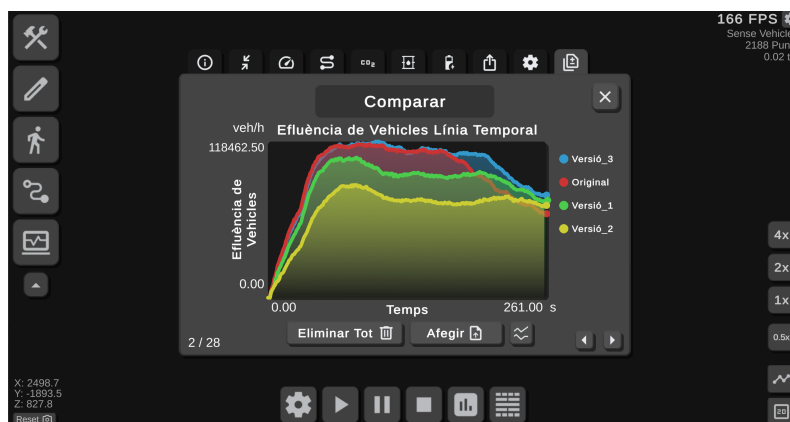 166 FPS
Sense Vehicle
2188 Pun
0.02 t
CO₂
Comparar
veh/h
Efluència de Vehicles Línia Temporal
118462.50
Efluència de
Vehicles
0.00
0.00
Temps
261.00 s
Versió_3
Original
Versió_1
Versió_2
Eliminar Tot
Afegir
2 / 28
4x
2x
1x
0.5x
2D
X: 2498.7
Y: -1893.5
Z: 827.8
Reset